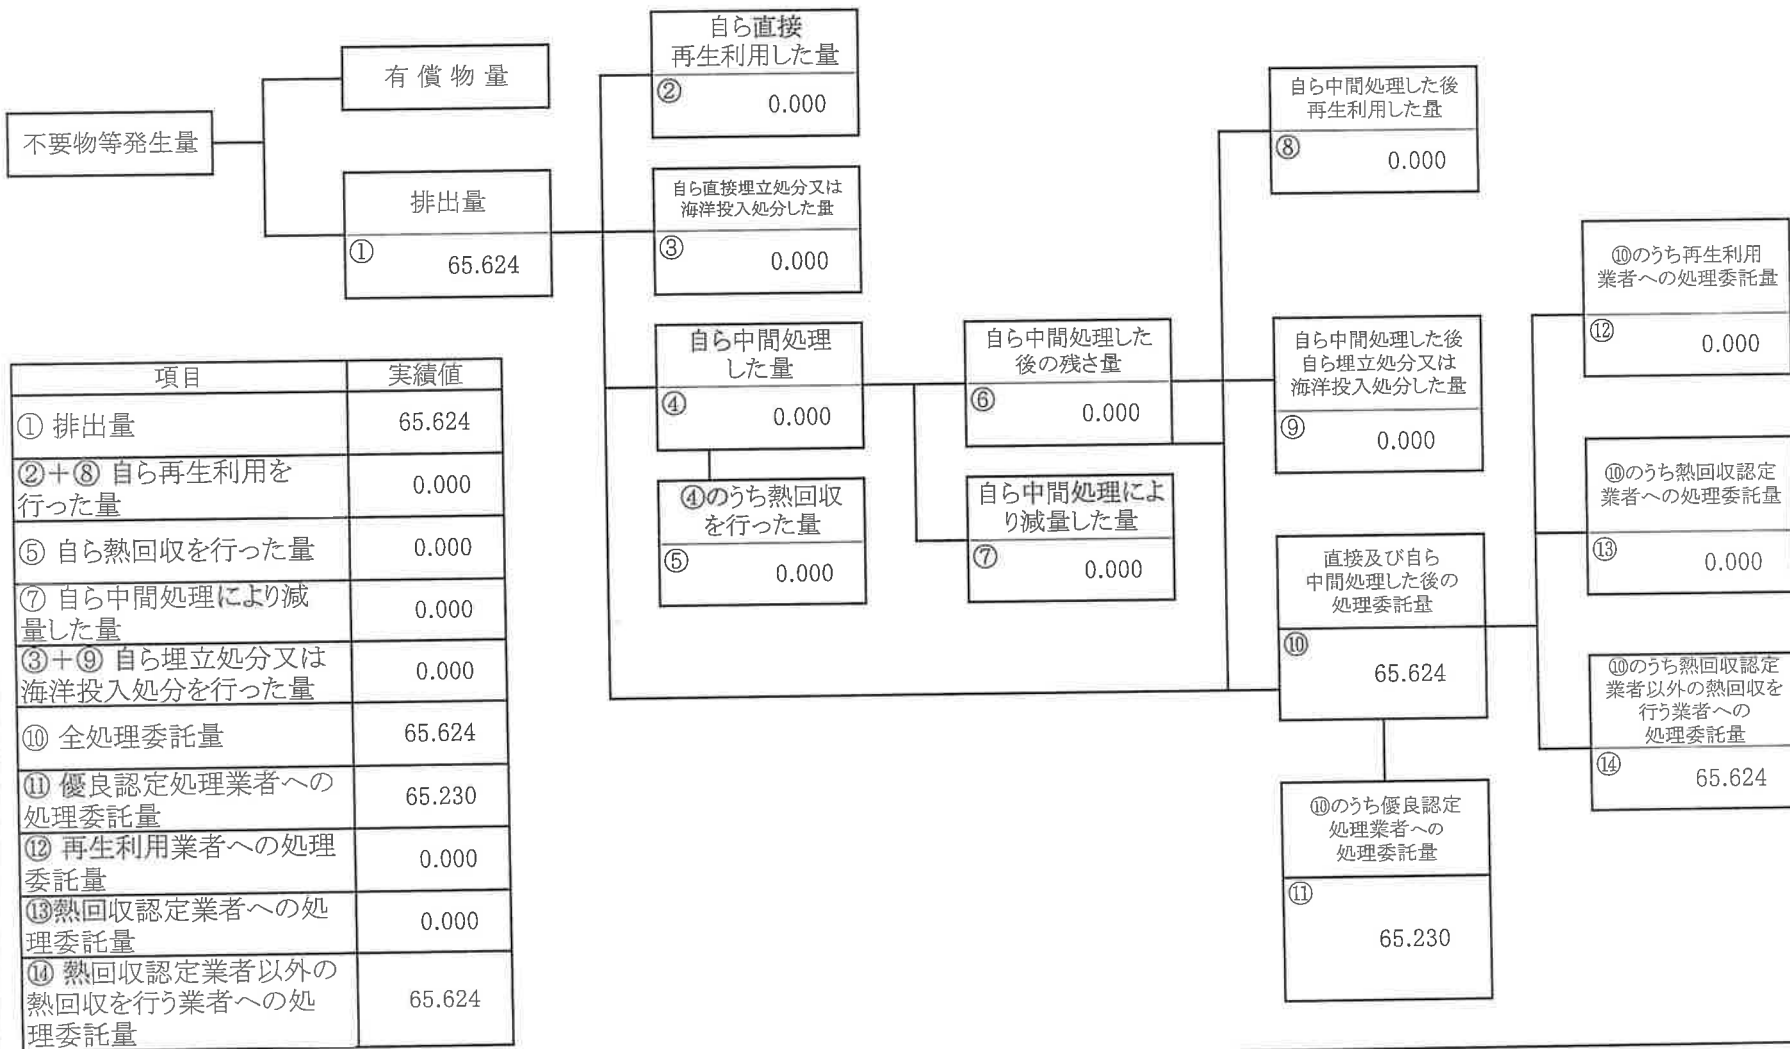 不要物等発生量
有償物量
排出量
①
65.624
自ら直接
再生利用した量
②
0.000
自ら直接埋立処分又は
海洋投入処分した量
③
0.000
自ら中間処理
した量
④
0.000
④のうち熱回収
を行った量
⑤
0.000
自ら中間処理した
後の残さ量
⑥
0.000
自ら中間処理によ
り減量した量
⑦
0.000
自ら中間処理した後
再生利用した量
⑧
0.000
自ら中間処理した後
自ら埋立処分又は
海洋投入処分した量
⑨
0.000
直接及び自ら
中間処理した後の
処理委託量
⑩
65.624
⑩のうち優良認定
処理業者への
処理委託量
⑪
65.230
⑩のうち再生利用
業者への処理委託量
⑫
0.000
⑩のうち熱回収認定
業者への処理委託量
⑬
0.000
⑩のうち熱回収認定
業者以外の熱回収を
行う業者への
処理委託量
⑭
65.624
項目 実績値
① 排出量 65.624
②＋⑧ 自ら再生利用を
行った量 0.000
⑤ 自ら熱回収を行った量 0.000
⑦ 自ら中間処理により減
量した量 0.000
③＋⑨ 自ら埋立処分又は
海洋投入処分を行った量 0.000
⑩ 全処理委託量 65.624
⑪ 優良認定処理業者への
処理委託量 65.230
⑫ 再生利用業者への処理
委託量 0.000
⑬熱回収認定業者への処
理委託量 0.000
⑭ 熱回収認定業者以外の
熱回収を行う業者への処
理委託量 65.624